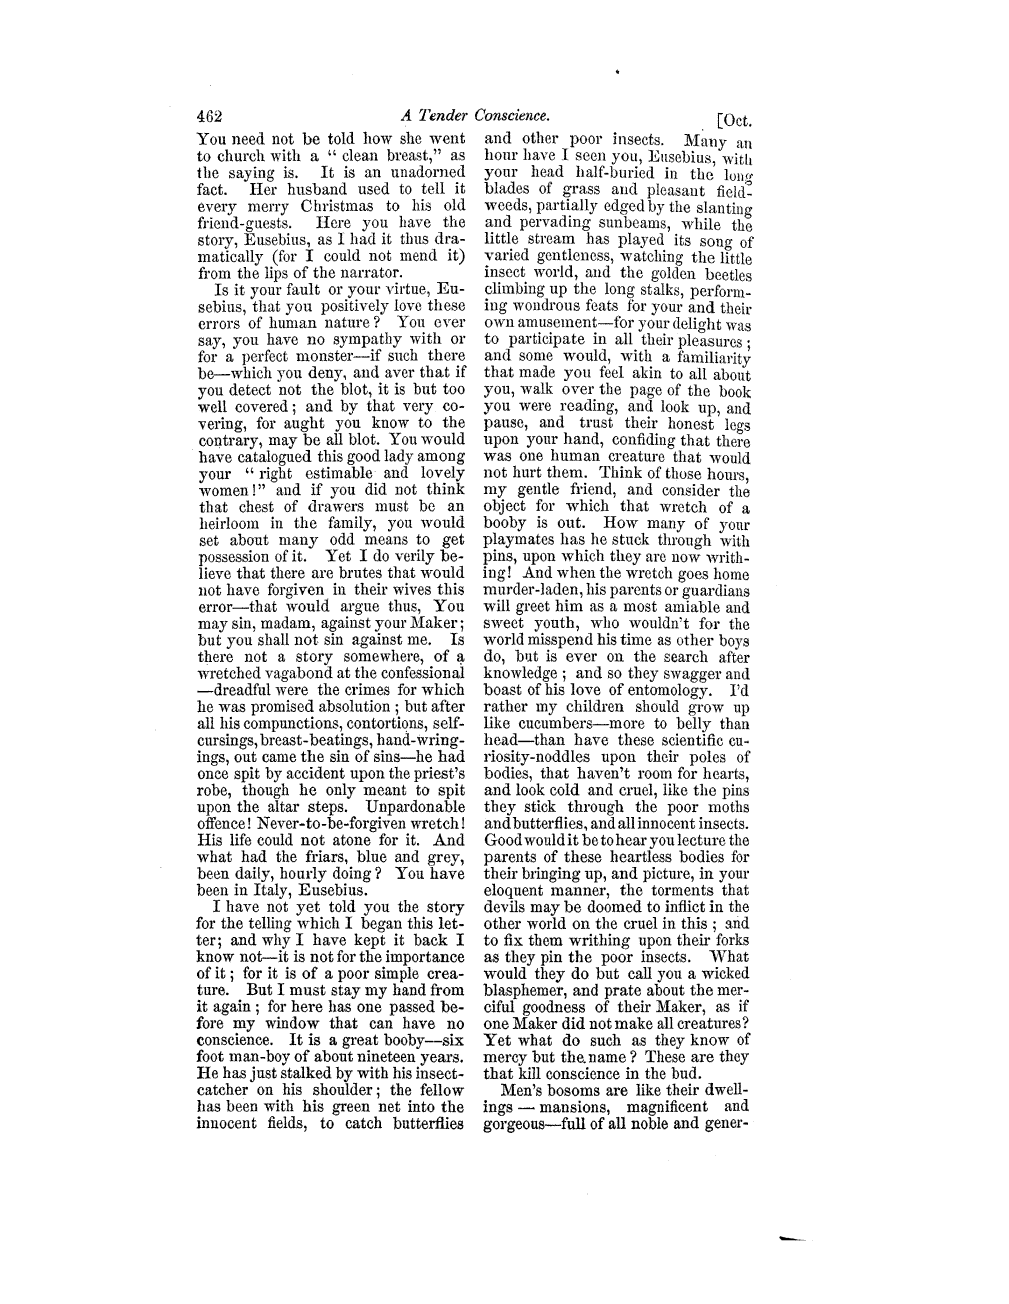 462
A Tender Conscience.
[Oct.
You need not be told how she went
to church with a “ clean breast,” as
the saying is. It is an unadorned
fact. Her husband used to tell it
every merry Christmas to his old
friend-guests. Here you have the
story, Eusebius, as I had it thus dra-
matically (for I could not mend it)
from the lips of the narrator.
Is it your fault or your virtue, Eu-
sebius, that you positively love these
errors of human nature? You ever
say, you have no sympathy with or
for a perfect monster—if such there
be—which you deny, and aver that if
you detect not the blot, it is but too
well covered; and by that very co-
vering, for aught you know to the
contrary, may be all blot. You would
have catalogued this good lady among
your “ right estimable and lovely
women!” and if you did not think
that chest of drawers must be an
heirloom in the family, you would
set about many odd means to get
possession of it. Yet I do verily be-
lieve that there are brutes that would
not have forgiven in their wives this
error—that would argue thus, You
may sin, madam, against your Maker;
but you shall not sin against me. Is
there not a story somewhere, of a
wretched vagabond at the confessional
—dreadful were the crimes for which
he was promised absolution; but after
all his compunctions, contortions, self-
cursings, breast-beatings, hand-wring-
ings, out came the sin of sins—he had
once spit by accident upon the priest's
robe, though he only meant to spit
upon the altar steps. Unpardonable
offence! Never-to-be-forgiven wretch!
His life could not atone for it. And
what had the friars, blue and grey,
been daily, hourly doing? You have
been in Italy, Eusebius.
I have not yet told you the story
for the telling which I began this let-
ter; and why I have kept it back I
know not—it is not for the importance
of it; for it is of a poor simple crea-
ture. But I must stay my hand from
it again; for here has one passed be-
fore my window that can have no
conscience. It is a great booby—six
foot man-boy of about nineteen years.
He has just stalked by with his insect-
catcher on his shoulder; the fellow
has been with his green net into the
innocent fields, to catch butterflies
and other poor insects. Many an
hour have I seen you, Eusebius, with
your head half-buried in the long
blades of grass and pleasant field-
weeds, partially edged by the slanting
and pervading sunbeams, while the
little stream has played its song of
varied gentleness, watching the little
insect world, and the golden beetles
climbing up the long stalks, perform-
ing wondrous feats for your and their
own amusement—for your delight was
to participate in all their pleasures;
and some would, with a familiarity
that made you feel akin to all about
you, walk over the page of the book
you were reading, and look up, and
pause, and trust their honest legs
upon your hand, confiding that there
was one human creature that would
not hurt them. Think of those hours,
my gentle friend, and consider the
object for which that wretch of a
booby is out. How many of your
playmates has he stuck through with
pins, upon which they are now writh-
ing! And when the wretch goes home
murder-laden, his parents or guardians
will greet him as a most amiable and
sweet youth, who wouldn't for the
world misspend his time as other boys
do, but is ever on the search after
knowledge; and so they swagger and
boast of his love of entomology. I'd
rather my children should grow up
like cucumbers—more to belly than
head—than have these scientific cu-
riosity-noddles upon their poles of
bodies, that haven't room for hearts,
and look cold and cruel, like the pins
they stick through the poor moths
and butterflies, and all innocent insects.
Good would it be to hear you lecture the
parents of these heartless bodies for
their bringing up, and picture, in your
eloquent manner, the torments that
devils may be doomed to inflict in the
other world on the cruel in this; and
to fix them writhing upon their forks
as they pin the poor insects. What
would they do but call you a wicked
blasphemer, and prate about the mer-
ciful goodness of their Maker, as if
one Maker did not make all creatures?
Yet what do such as they know of
mercy but the name? These are they
that kill conscience in the bud.
Men's bosoms are like their dwell-
ings — mansions, magnificent and
gorgeous—full of all noble and gener-